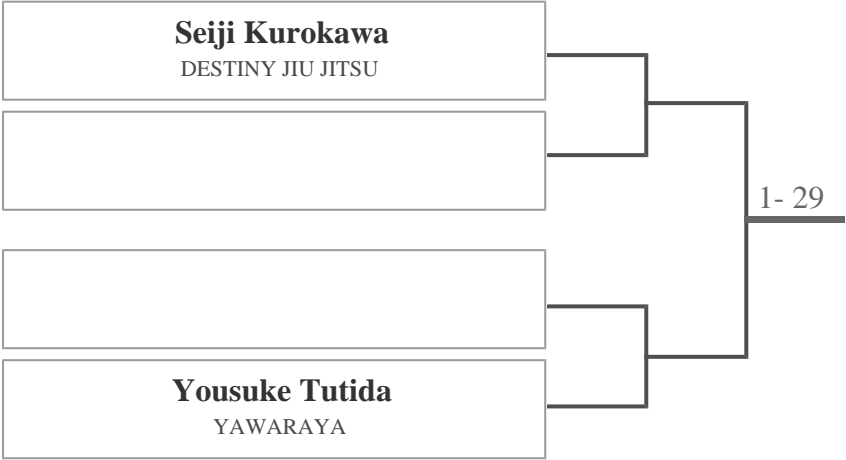 Seiji Kurokawa
DESTINY JIU JITSU
1- 29
Yousuke Tutida
YAWARAYA